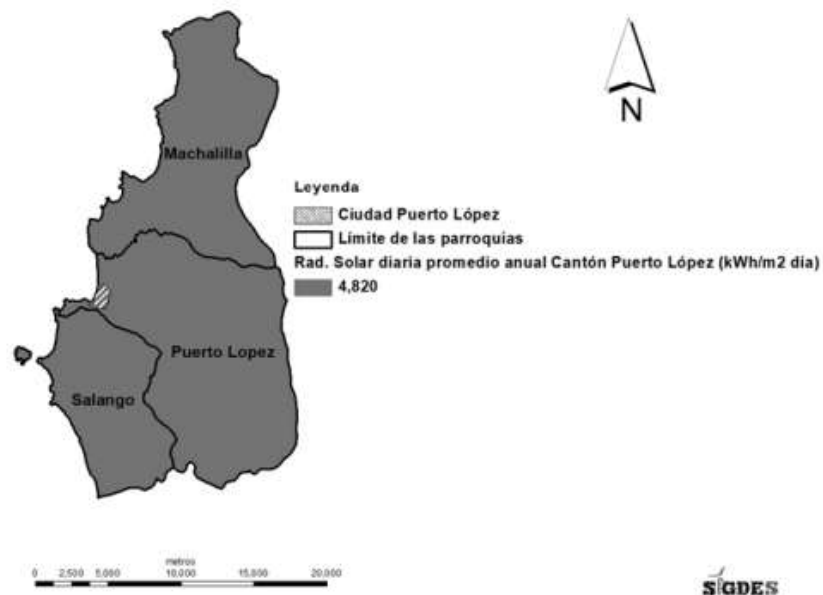 N
Machalilla
Leyenda
Ciudad Puerto López
Límite de las parroquias
Rad. Solar diaria promedio anual Cantón Puerto López (kWh/m2 día)
4,820
Puerto Lopez
Salango
metros
0 2,500 5,000 10,000 15,000 20,000
SIGDES